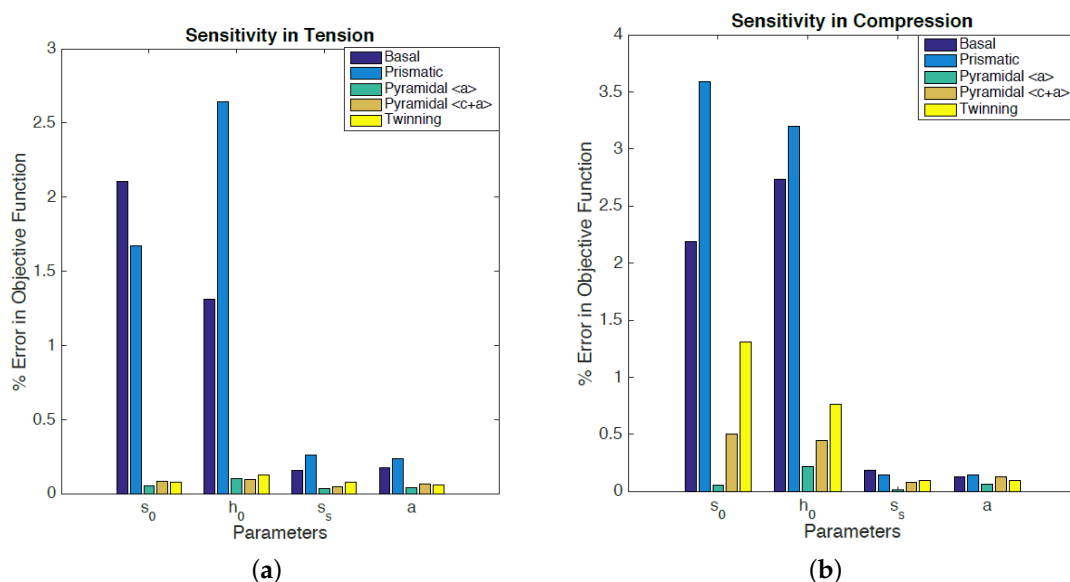 Sensitivity in Tension
3
2.5
2
1.5
1
0.5
0
% Error in Objective Function
Basal
Prismatic
Pyramidal <a>
Pyramidal <c+a>
Twinning
s0
h0
ss
a
Parameters
(a)
Sensitivity in Compression
4
3.5
3
2.5
2
1.5
1
0.5
0
% Error in Objective Function
Basal
Prismatic
Pyramidal <a>
Pyramidal <c+a>
Twinning
s0
h0
ss
a
Parameters
(b)